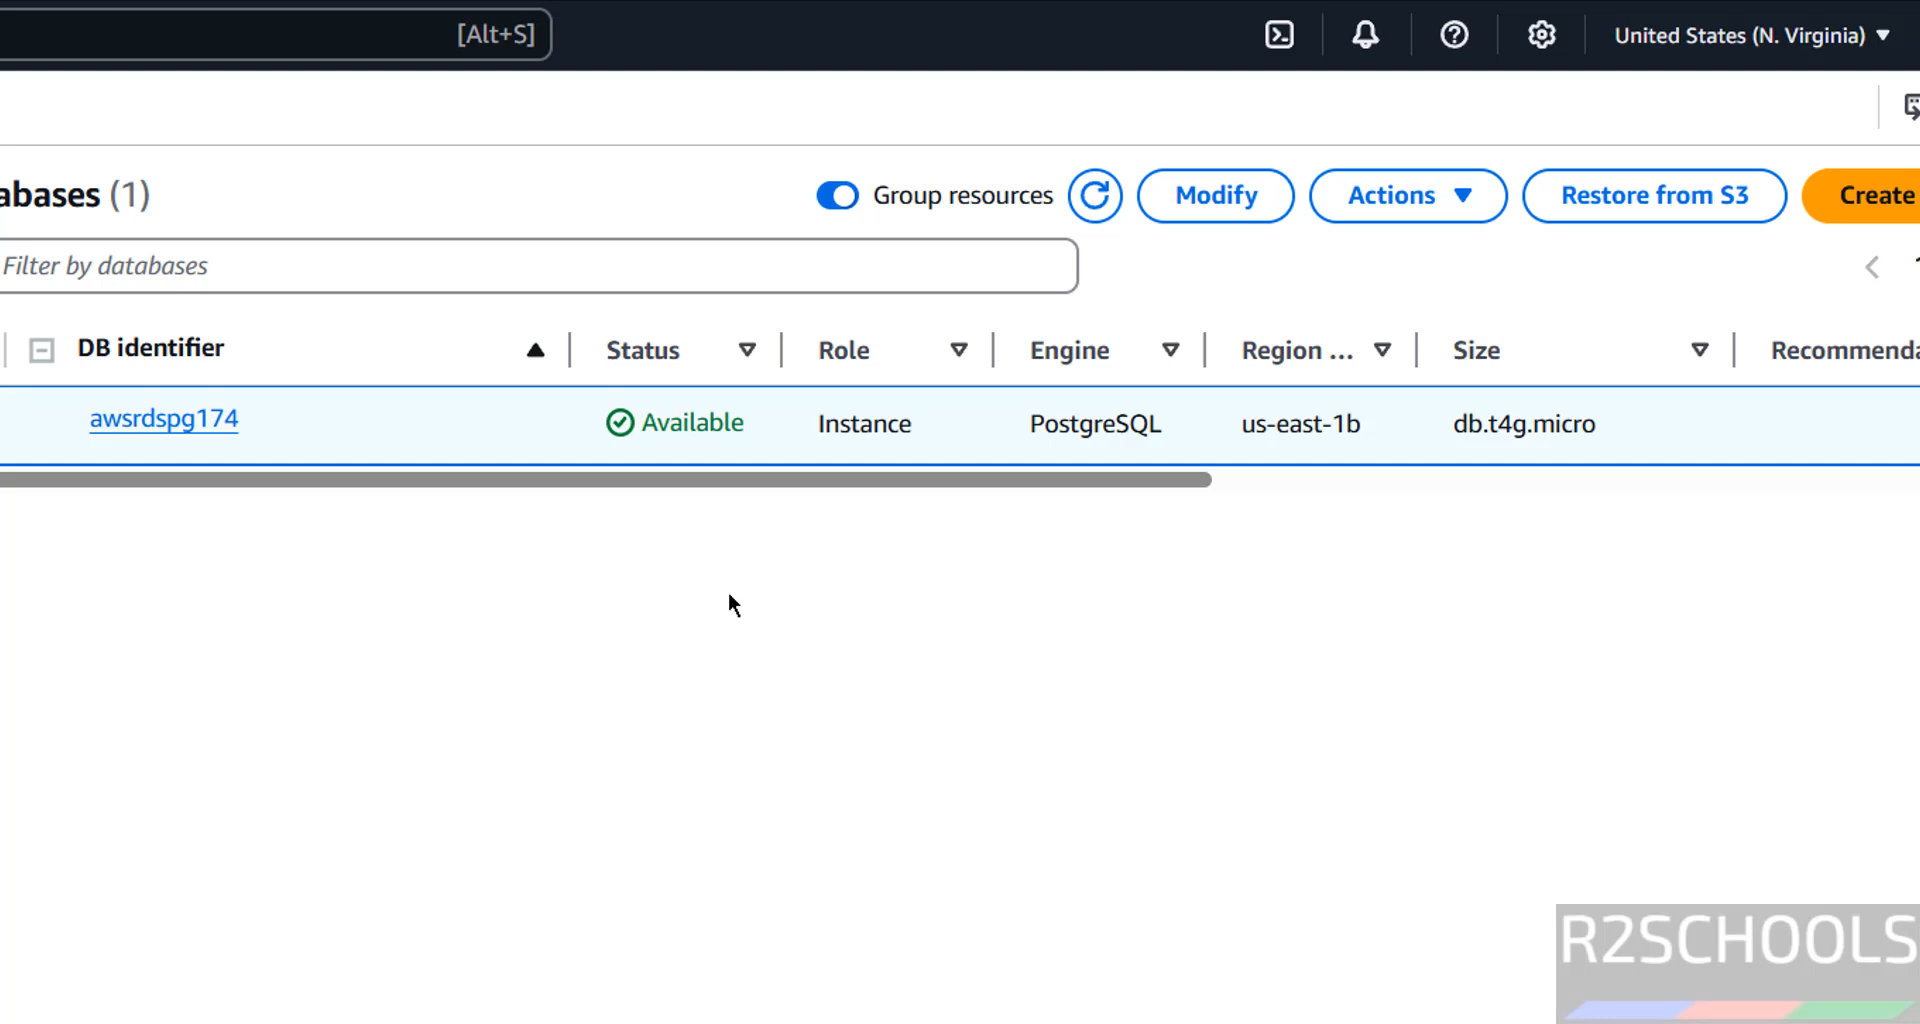 [Alt+S]
United States (N. Virginia)
abases (1)
Group resources
Modify
Actions
Restore from S3
Create
Filter by databases
DB identifier
Status
Role
Engine
Region ...
Size
Recommenda
awsrdspg174
Available
Instance
PostgreSQL
us-east-1b
db.t4g.micro
R2SCHOOLS